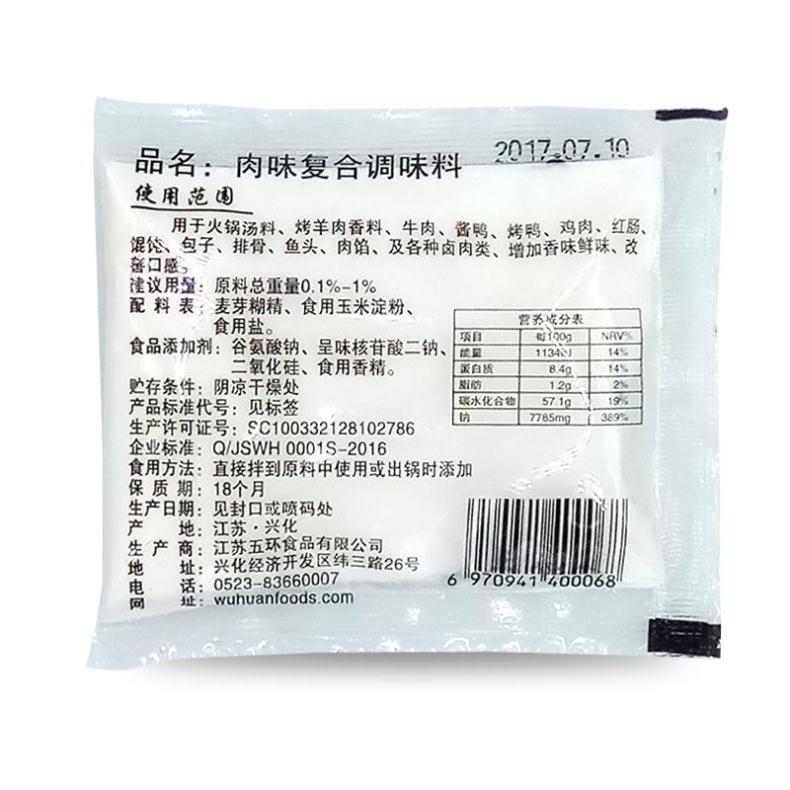 品名：肉味复合调味料 2017.07.10
使用范围
用于火锅汤料、烤羊肉香料、牛肉、酱鸭、烤鸭、鸡肉、红肠、
馄饨、包子、排骨、鱼头、肉馅、及各种卤肉类、增加香味鲜味、改
善口感。
建议用量：原料总重量0.1%-1%
配料表：麦芽糊精、食用玉米淀粉、
食用盐。
食品添加剂：谷氨酸钠、呈味核苷酸二钠、
二氧化硅、食用香精。
贮存条件：阴凉干燥处
产品标准代号：见标签
生产许可证号：SC100332128102786
企业标准：Q/JSWH 0001S-2016
食用方法：直接拌到原料中使用或出锅时添加
保质期：18个月
生产日期：见封口或喷码处
产地：江苏·兴化
生产商：江苏五环食品有限公司
地址：兴化经济开发区纬三路26号
电话：0523-83660007
网址：wuhuanfoods.com
营养成分表
项目 每100g NRV%
能量 1134kJ 14%
蛋白质 8.4g 14%
脂肪 1.2g 2%
碳水化合物 57.1g 19%
钠 7785mg 389%
6 970941 400068